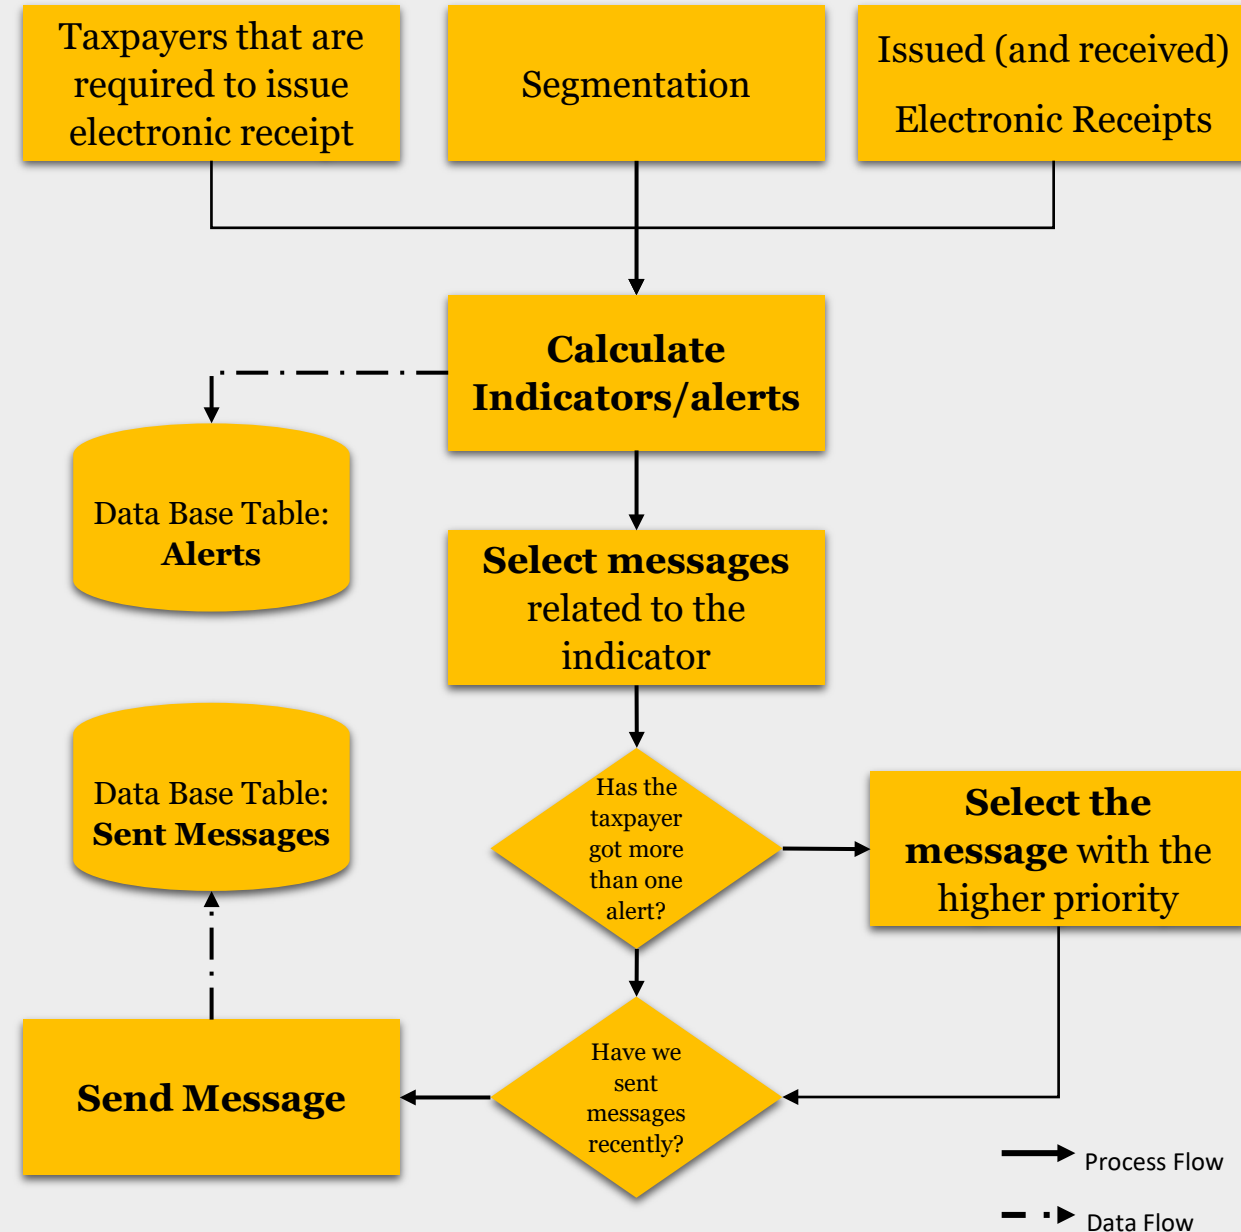 Taxpayers that are
required to issue
electronic receipt
Segmentation
Issued (and received)
Electronic Receipts
Calculate
Indicators/alerts
Data Base Table:
Alerts
Select messages
related to the
indicator
Data Base Table:
Sent Messages
Has the
taxpayer
got more
than one
alert?
Select the
message with the
higher priority
Send Message
Have we
sent
messages
recently?
Process Flow
Data Flow